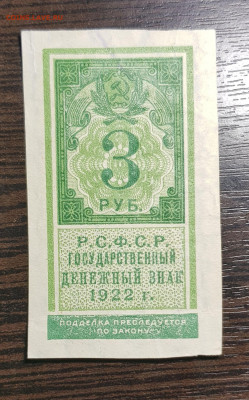 3
РУБ.
Р.С.Ф.С.Р.
ГОСУДАРСТВЕННЫЙ
ДЕНЕЖНЫЙ ЗНАК
1922 г.
ПОДДЕЛКА ПРЕСЛЕДУЕТСЯ
ПО ЗАКОНУ